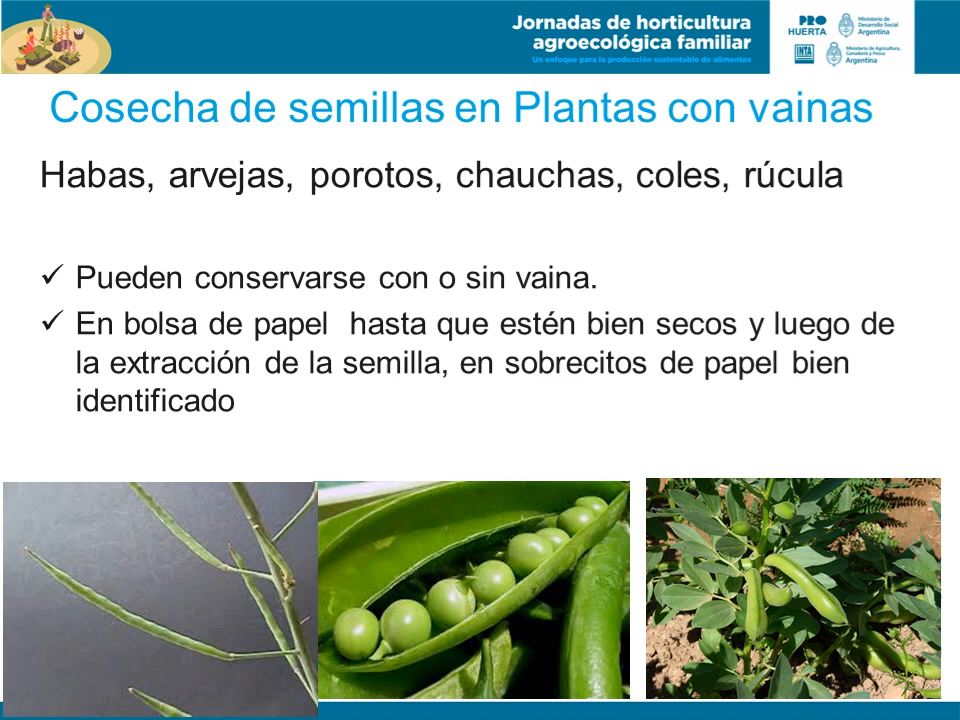 Jornadas de horticultura
agroecológica familiar
Un enfoque para la producción sustentable de alimentos
PRO
HUERTA
Ministerio de
Desarrollo Social
Argentina
INTA
Ministerio de Agricultura,
Ganadería y Pesca
Argentina
Cosecha de semillas en Plantas con vainas
Habas, arvejas, porotos, chauchas, coles, rúcula
✓ Pueden conservarse con o sin vaina.
✓ En bolsa de papel  hasta que estén bien secos y luego de
la extracción de la semilla, en sobrecitos de papel bien
identificado